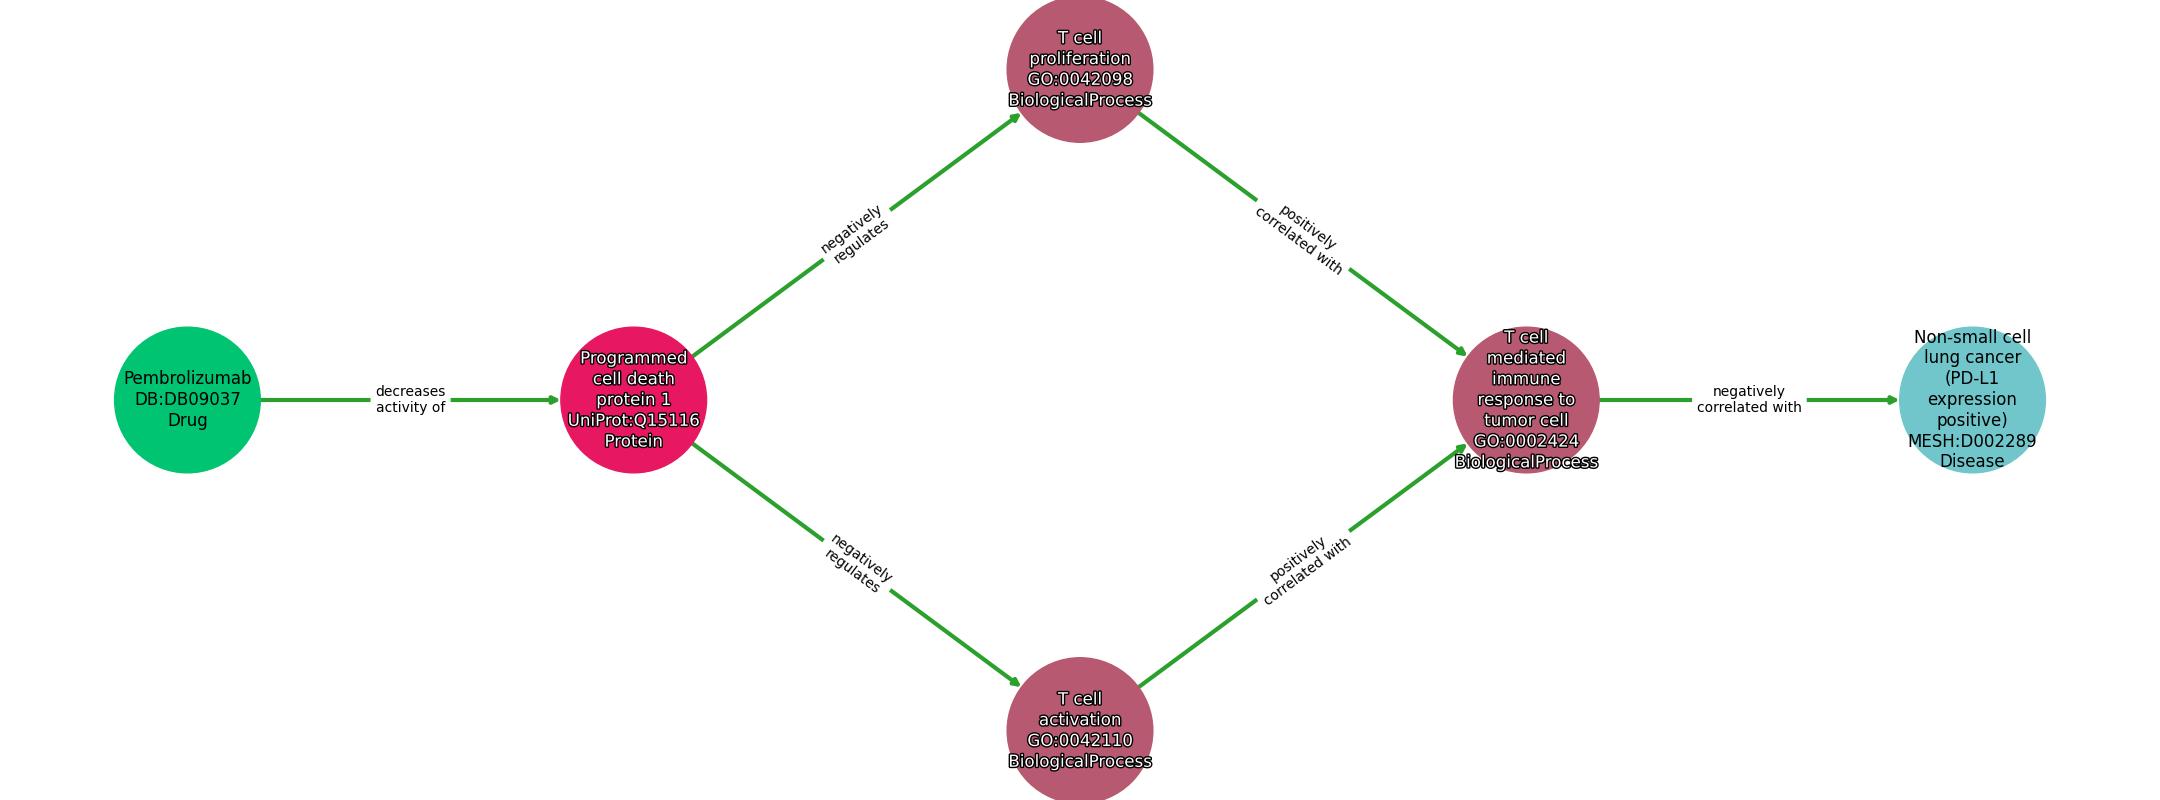 T cell
proliferation
GO:0042098
BiologicalProcess
negatively
regulates
positively
correlated with
Pembrolizumab
DB:DB09037
Drug
decreases
activity of
Programmed
cell death
protein 1
UniProt:Q15116
Protein
T cell
mediated
immune
response to
tumor cell
GO:0002424
BiologicalProcess
negatively
correlated with
Non-small cell
lung cancer
(PD-L1
expression
positive)
MESH:D002289
Disease
negatively
regulates
positively
correlated with
T cell
activation
GO:0042110
BiologicalProcess